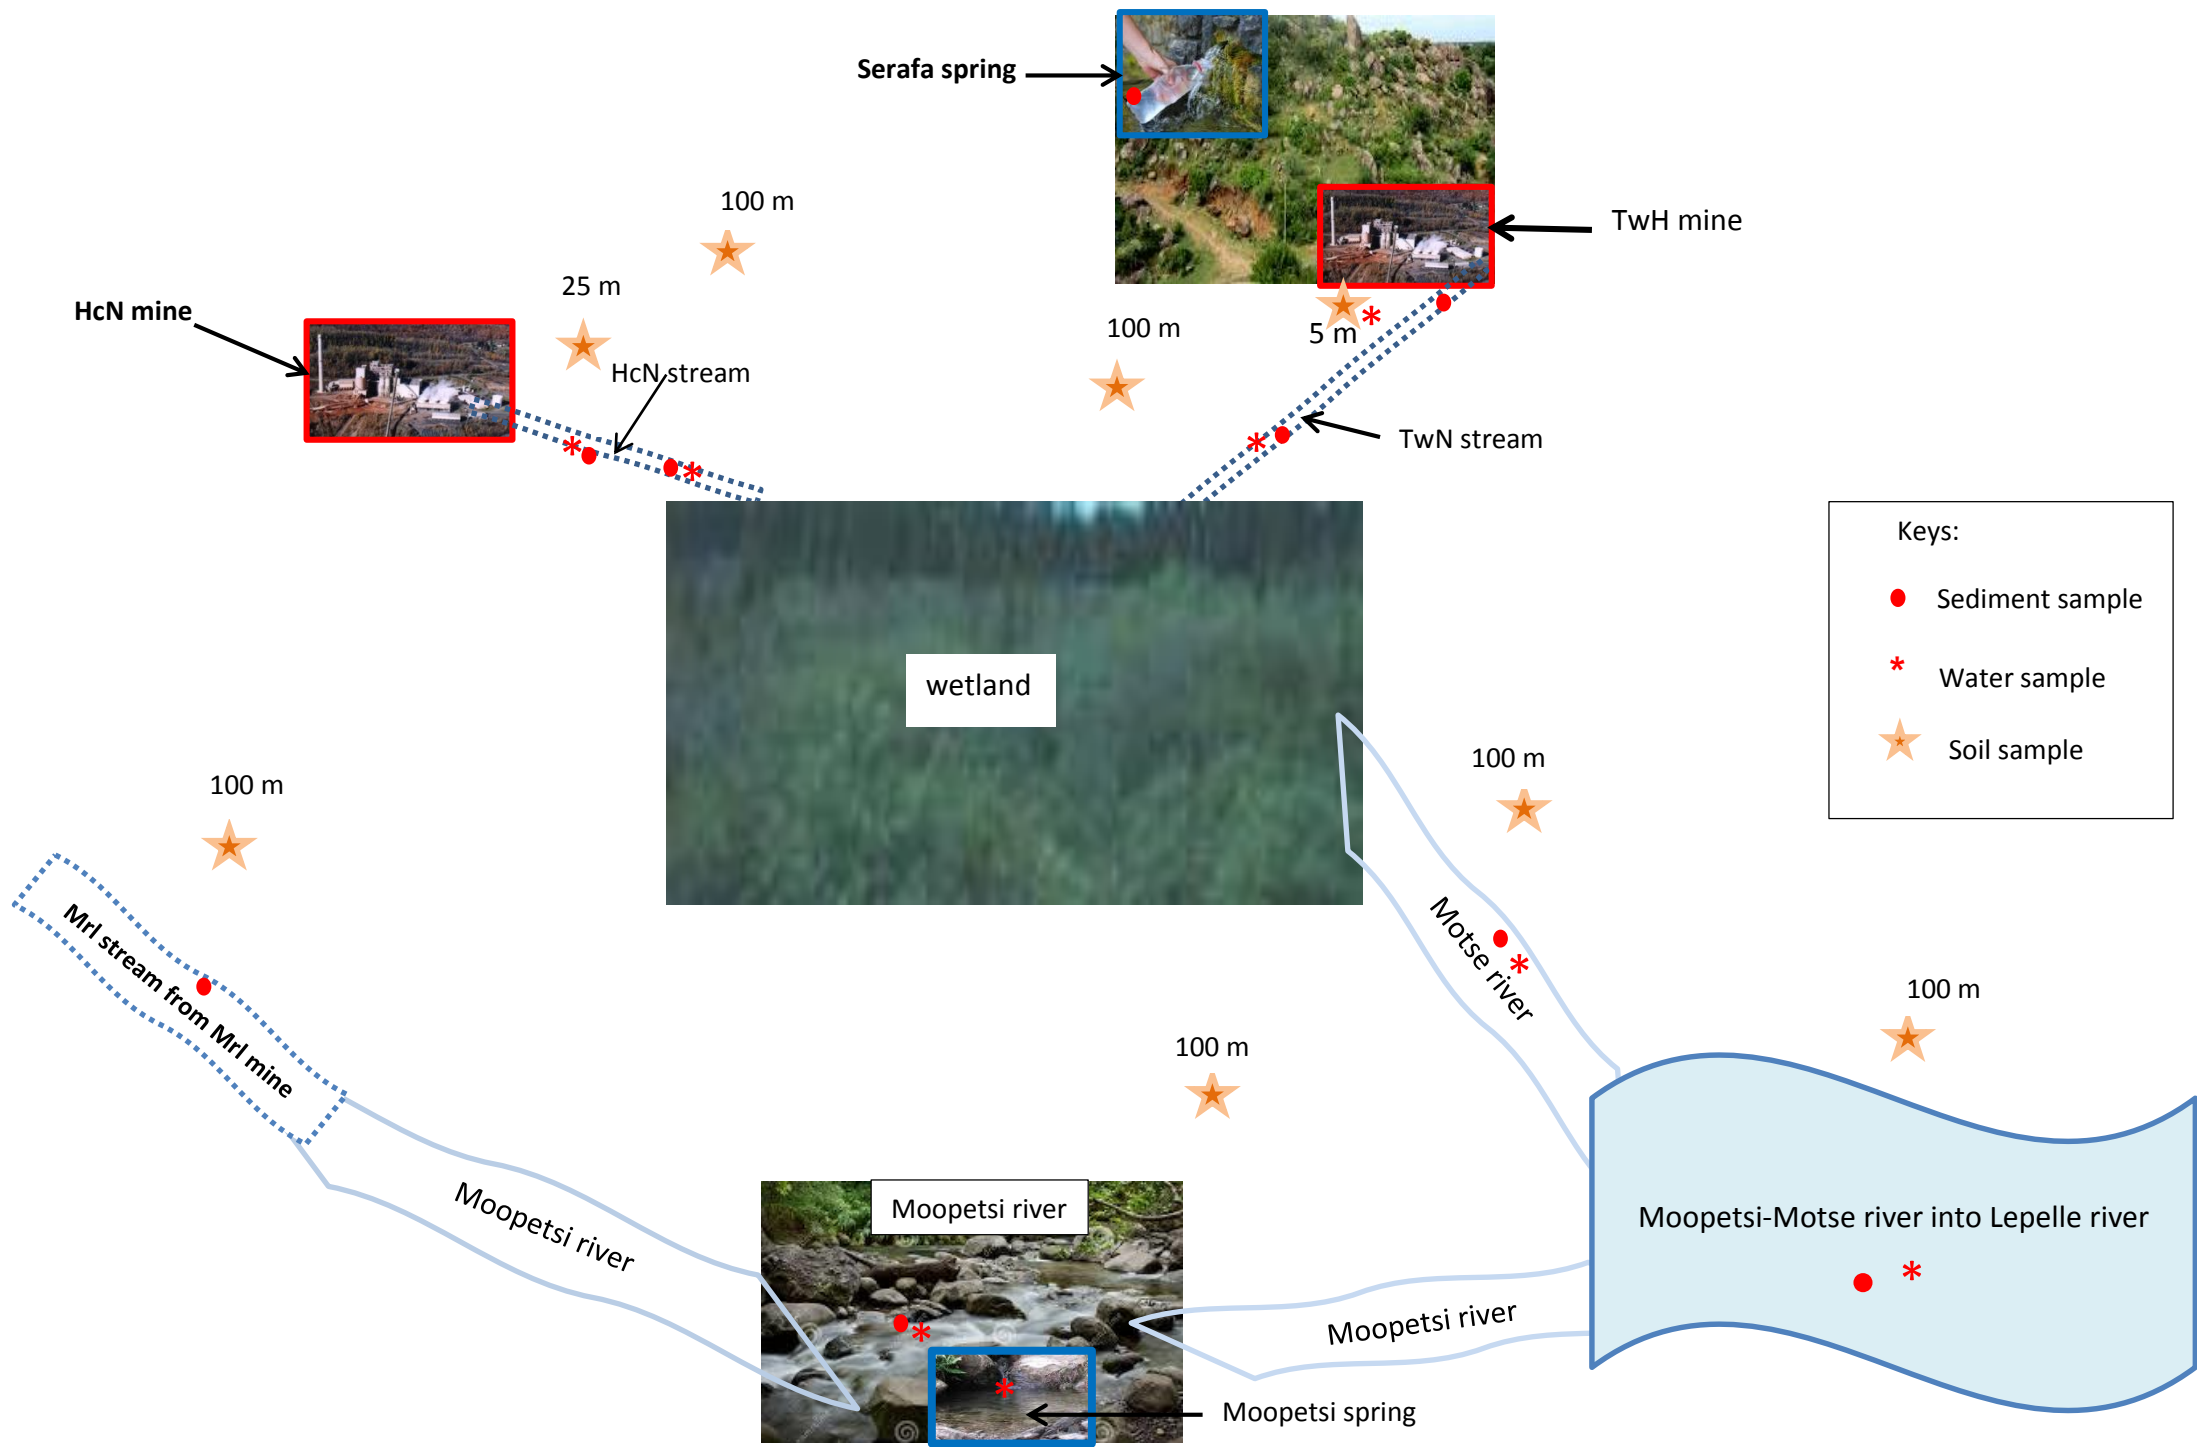 Serafa spring
100 m
TwH mine
25 m
HcN mine
100 m
5 m
HcN stream
TwN stream
Keys:
Sediment sample
Water sample
Soil sample
wetland
100 m
100 m
Mrl stream from Mrl mine
Motse river
100 m
100 m
Moopetsi river
Moopetsi river
Moopetsi-Motse river into Lepelle river
Moopetsi river
Moopetsi spring